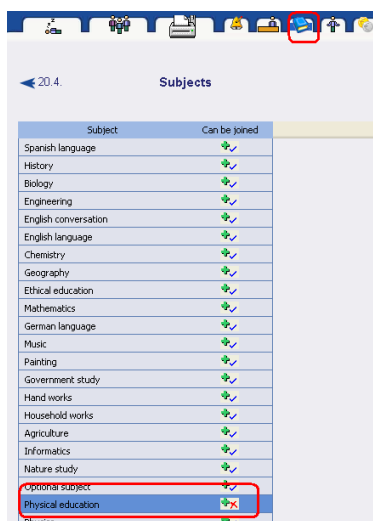 20.4. Subjects
Subject Can be joined
Spanish language
History
Biology
Engineering
English conversation
English language
Chemistry
Geography
Ethical education
Mathematics
German language
Music
Painting
Government study
Hand works
Household works
Agriculture
Informatics
Nature study
Optional subject
Physical education